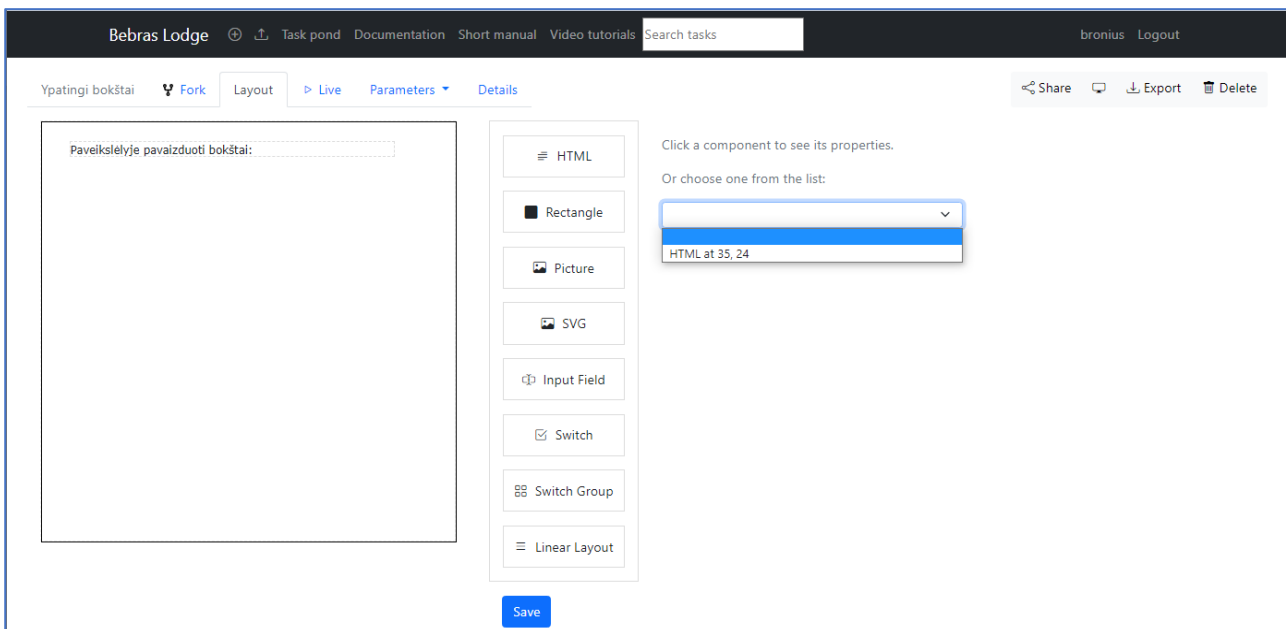 Bebras Lodge Task pond Documentation Short manual Video tutorials Search tasks bronius Logout
Ypatingi bokštai Fork Layout Live Parameters Details Share Export Delete
Paveikslėlyje pavaizduoti bokštai:
HTML
Rectangle
Picture
SVG
Input Field
Switch
Switch Group
Linear Layout
Save
Click a component to see its properties.
Or choose one from the list:
HTML at 35, 24